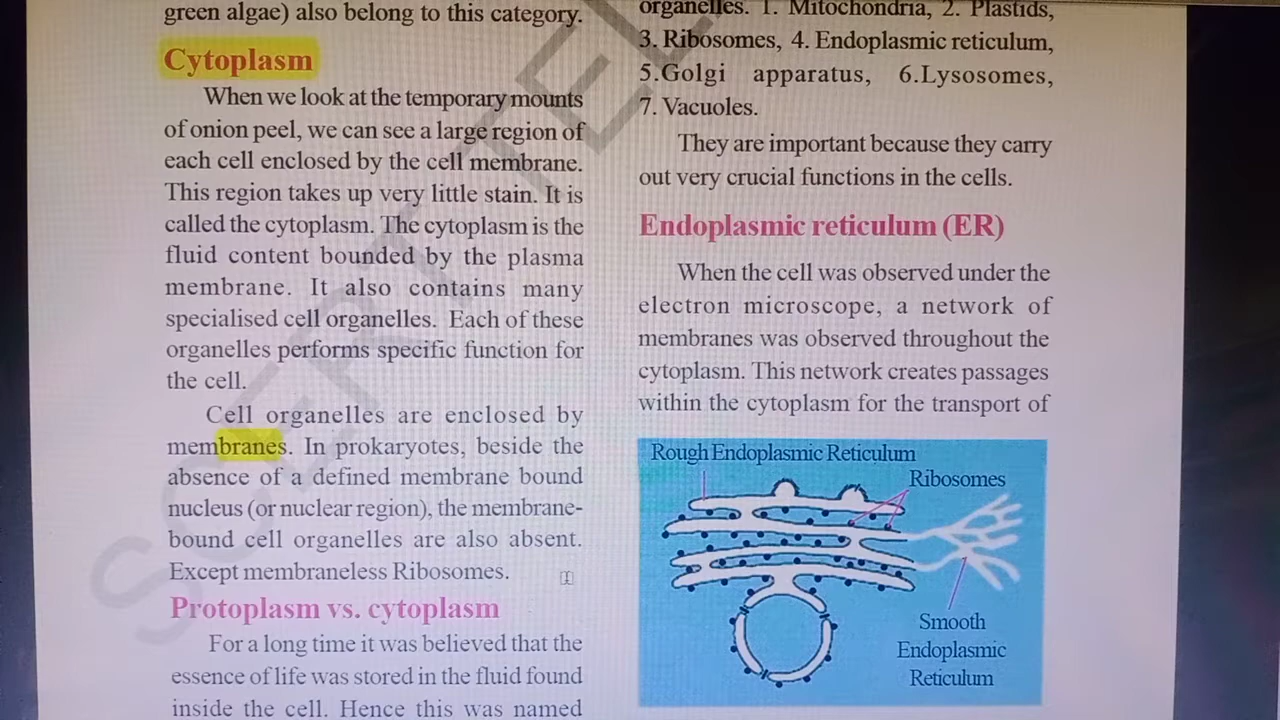 green algae) also belong to this category.
Cytoplasm
When we look at the temporary mounts
of onion peel, we can see a large region of
each cell enclosed by the cell membrane.
This region takes up very little stain. It is
called the cytoplasm. The cytoplasm is the
fluid content bounded by the plasma
membrane. It also contains many
specialised cell organelles. Each of these
organelles performs specific function for
the cell.
Cell organelles are enclosed by
membranes. In prokaryotes, beside the
absence of a defined membrane bound
nucleus (or nuclear region), the membrane-
bound cell organelles are also absent.
Except membraneless Ribosomes.
Protoplasm vs. cytoplasm
For a long time it was believed that the
essence of life was stored in the fluid found
inside the cell. Hence this was named
organelles. 1. Mitochondria, 2. Plastids,
3. Ribosomes, 4. Endoplasmic reticulum,
5.Golgi apparatus, 6.Lysosomes,
7. Vacuoles.
They are important because they carry
out very crucial functions in the cells.
Endoplasmic reticulum (ER)
When the cell was observed under the
electron microscope, a network of
membranes was observed throughout the
cytoplasm. This network creates passages
within the cytoplasm for the transport of
Rough Endoplasmic Reticulum
Ribosomes
Smooth
Endoplasmic
Reticulum
SCERT TEL